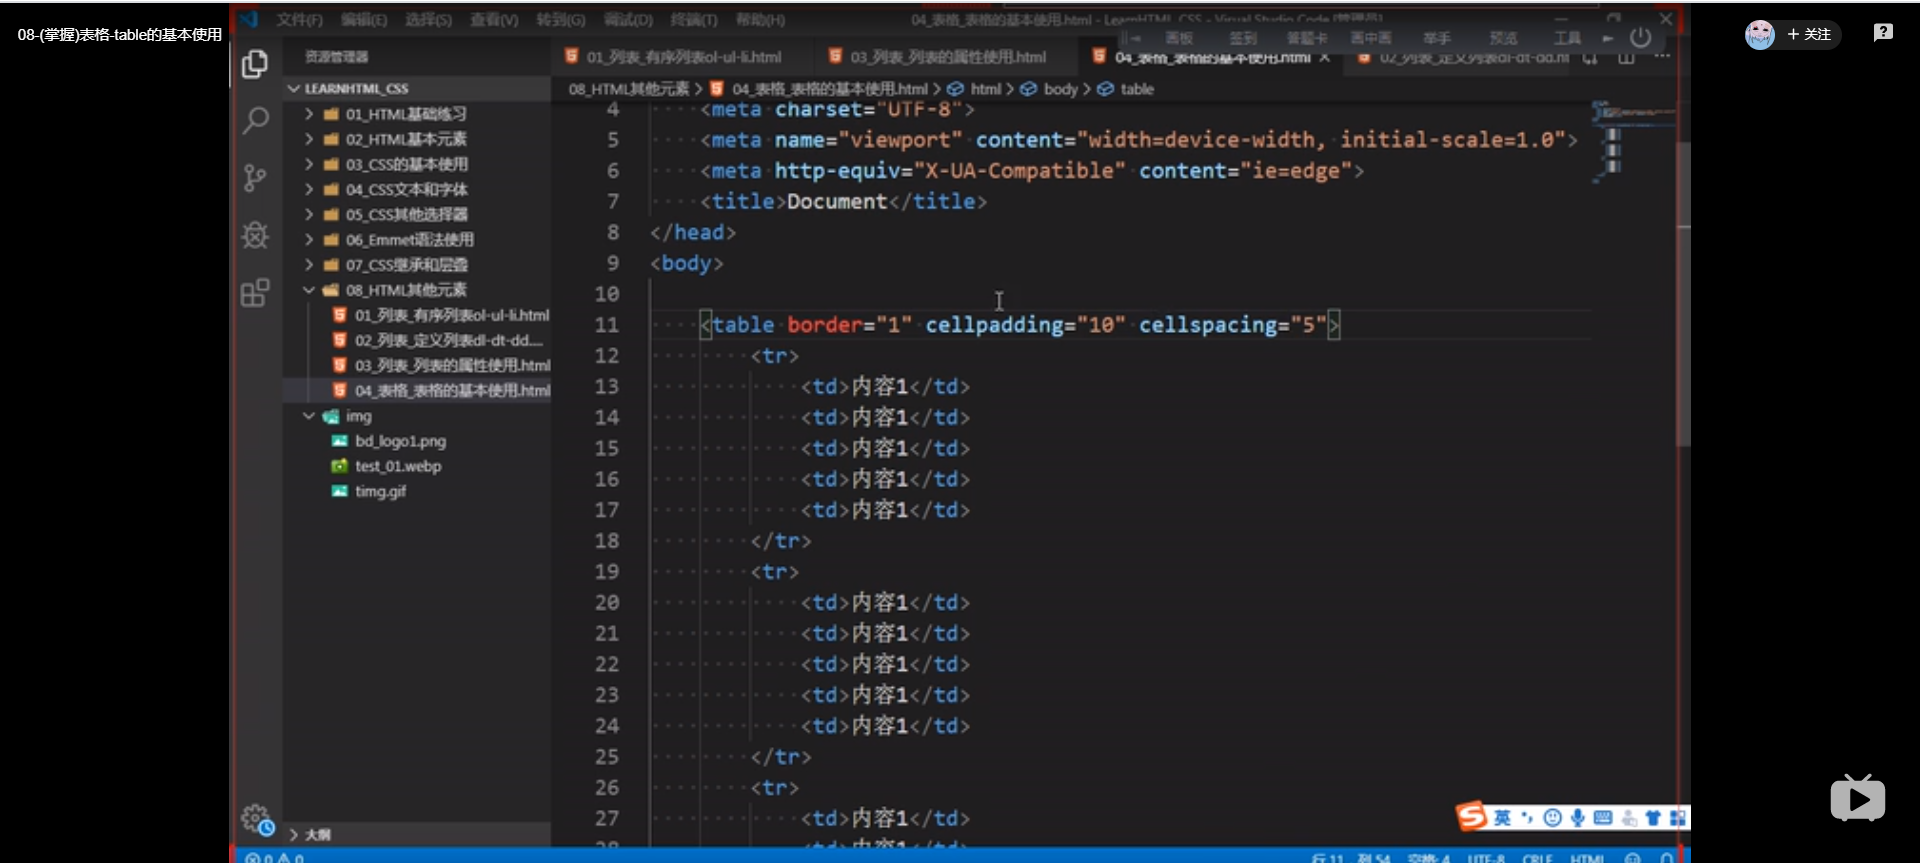 08-(掌握)表格-table的基本使用
+ 关注
文件(F) 编辑(E) 选择(S) 查看(V) 转到(G) 调试(D) 终端(T) 帮助(H)
04_表格_表格的基本使用.html - LearnHTML_CSS - Visual Studio Code [管理员]
画板 签到 答题卡 画中画 举手 预览 工具
资源管理器
01_列表_有序列表ol-ul-li.html
03_列表_列表的属性使用.html
04_表格_表格的基本使用.html
02_列表_定义列表dl-dt-dd.ht
LEARNHTML_CSS
01_HTML基础练习
02_HTML基本元素
03_CSS的基本使用
04_CSS文本和字体
05_CSS其他选择器
06_Emmet语法使用
07_CSS继承和层叠
08_HTML其他元素
01_列表_有序列表ol-ul-li.html
02_列表_定义列表dl-dt-dd....
03_列表_列表的属性使用.html
04_表格_表格的基本使用.html
img
bd_logo1.png
test_01.webp
timg.gif
大纲
08_HTML其他元素 > 04_表格_表格的基本使用.html > html > body > table
4 <meta charset="UTF-8">
5 <meta name="viewport" content="width=device-width, initial-scale=1.0">
6 <meta http-equiv="X-UA-Compatible" content="ie=edge">
7 <title>Document</title>
8 </head>
9 <body>
10
11 <table border="1" cellpadding="10" cellspacing="5">
12 <tr>
13 <td>内容1</td>
14 <td>内容1</td>
15 <td>内容1</td>
16 <td>内容1</td>
17 <td>内容1</td>
18 </tr>
19 <tr>
20 <td>内容1</td>
21 <td>内容1</td>
22 <td>内容1</td>
23 <td>内容1</td>
24 <td>内容1</td>
25 </tr>
26 <tr>
27 <td>内容1</td>
28 <td>内容1</td>
英
0 0 行 11 列 54 空格: 4 UTF-8 CRLF HTML